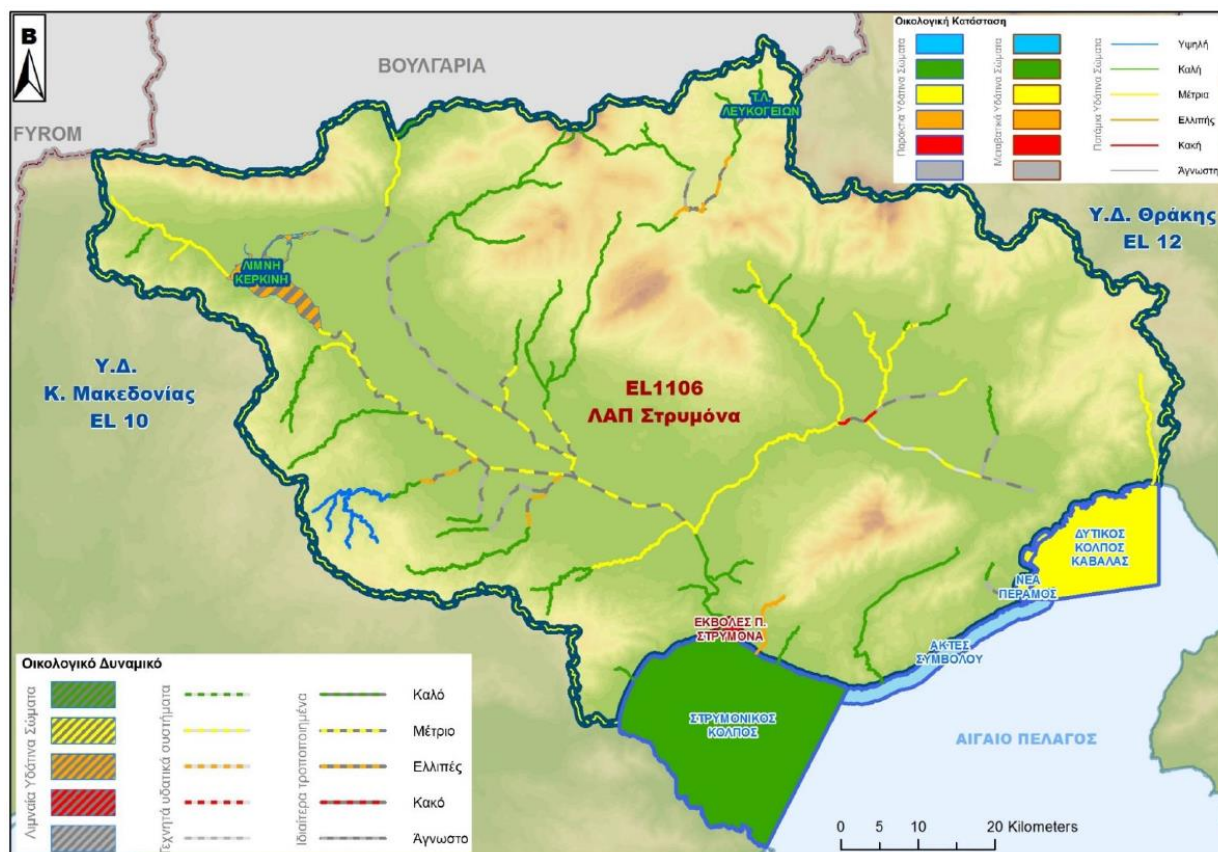 B
ΒΟΥΛΓΑΡΙΑ
FYROM
Τ.Λ.
ΛΕΥΚΟΓΕΙΩΝ
Οικολογική Κατάσταση
Παράκτια Υδάτινα Σώματα
Μεταβατικά Υδάτινα Σώματα
Ποτάμια Υδάτινα Σώματα
Υψηλή
Καλή
Μέτρια
Ελλιπής
Κακή
Άγνωστη
Υ.Δ. Θράκης
EL 12
ΛΙΜΝΗ
ΚΕΡΚΙΝΗ
Υ.Δ.
Κ. Μακεδονίας
EL 10
EL1106
ΛΑΠ Στρυμόνα
ΔΥΤΙΚΟΣ
ΚΟΛΠΟΣ
ΚΑΒΑΛΑΣ
ΝΕΑ
ΠΕΡΑΜΟΣ
ΕΚΒΟΛΕΣ Π.
ΣΤΡΥΜΟΝΑ
ΑΚΤΕΣ
ΣΥΜΒΟΛΟΥ
ΣΤΡΥΜΟΝΙΚΟΣ
ΚΟΛΠΟΣ
ΑΙΓΑΙΟ ΠΕΛΑΓΟΣ
Οικολογικό Δυναμικό
Λιμναία Υδάτινα Σώματα
Τεχνητά υδατικά συστήματα
Ιδιαίτερα τροποποιημένα
Καλό
Μέτριο
Ελλιπές
Κακό
Άγνωστο
0 5 10 20 Kilometers